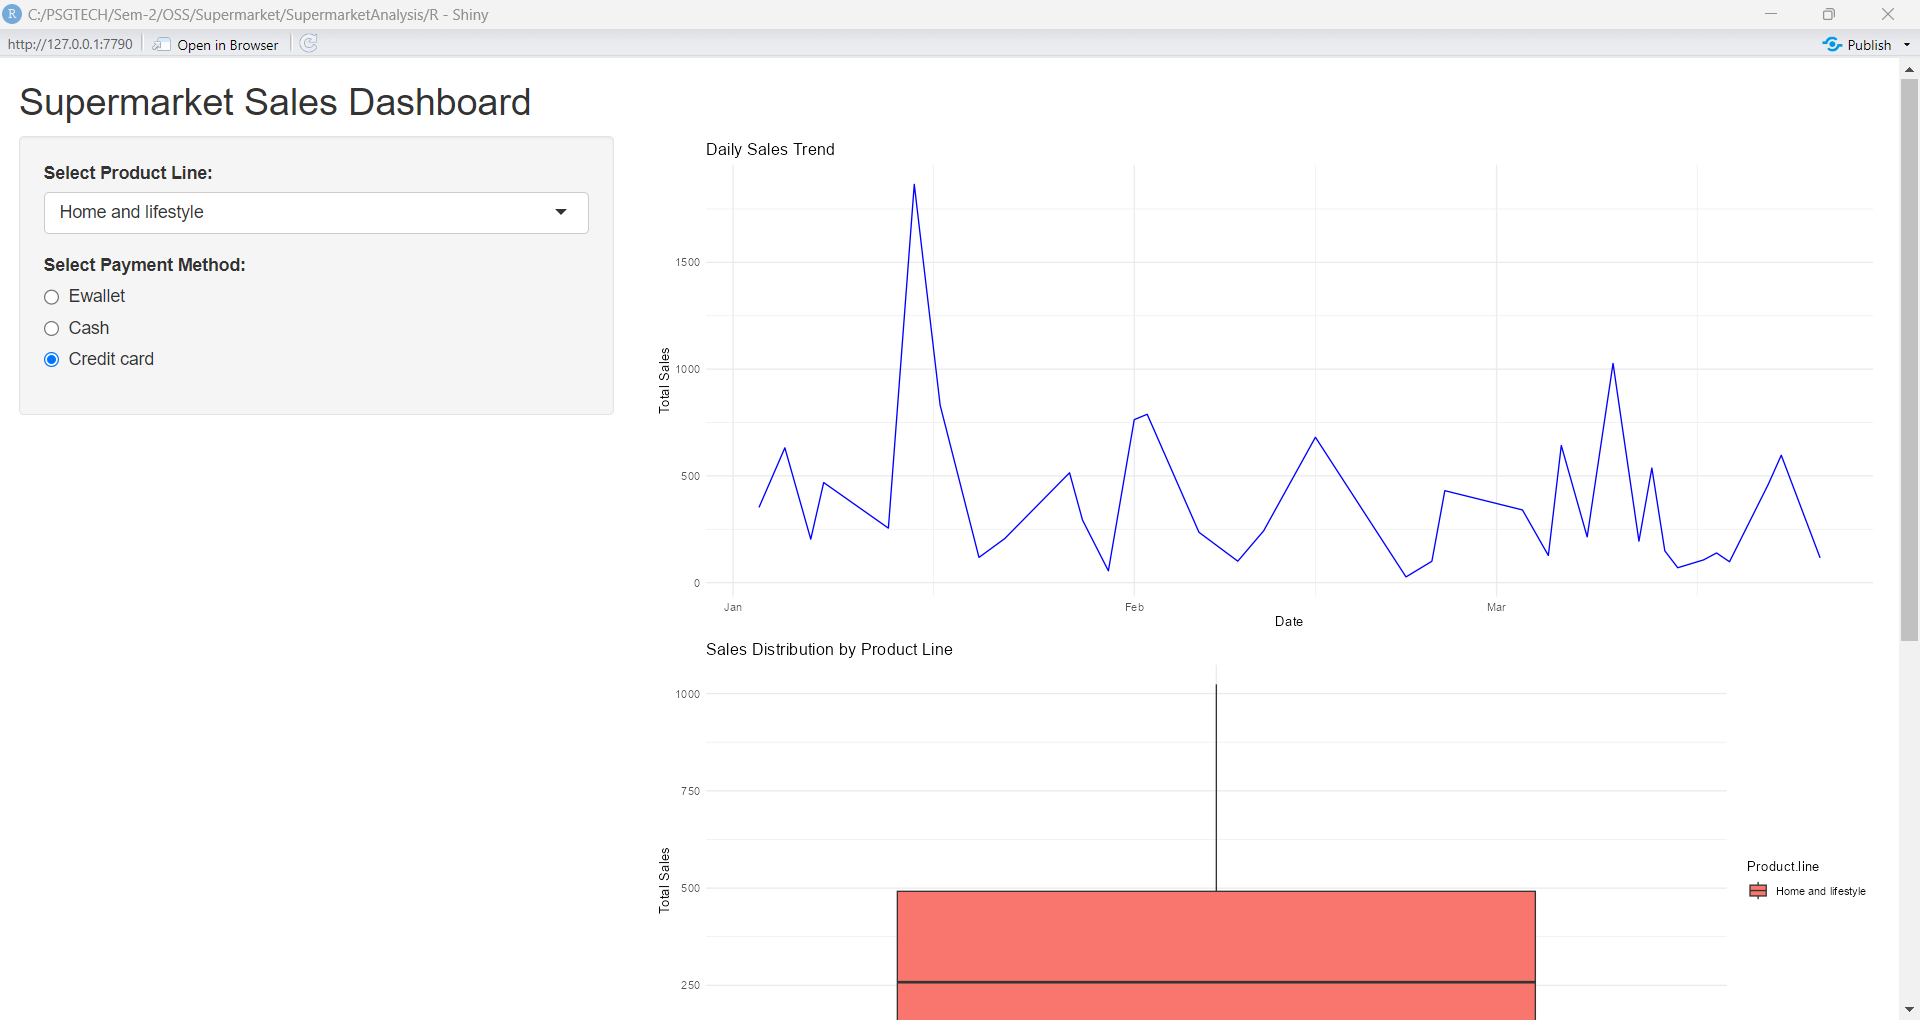 R C:/PSGTECH/Sem-2/OSS/Supermarket/SupermarketAnalysis/R - Shiny
http://127.0.0.1:7790 Open in Browser Publish
Supermarket Sales Dashboard
Select Product Line:
Home and lifestyle
Select Payment Method:
Ewallet
Cash
Credit card
Daily Sales Trend
Total Sales
1500
1000
500
0
Jan Feb Mar
Date
Sales Distribution by Product Line
Total Sales
1000
750
500
250
Product.line
Home and lifestyle